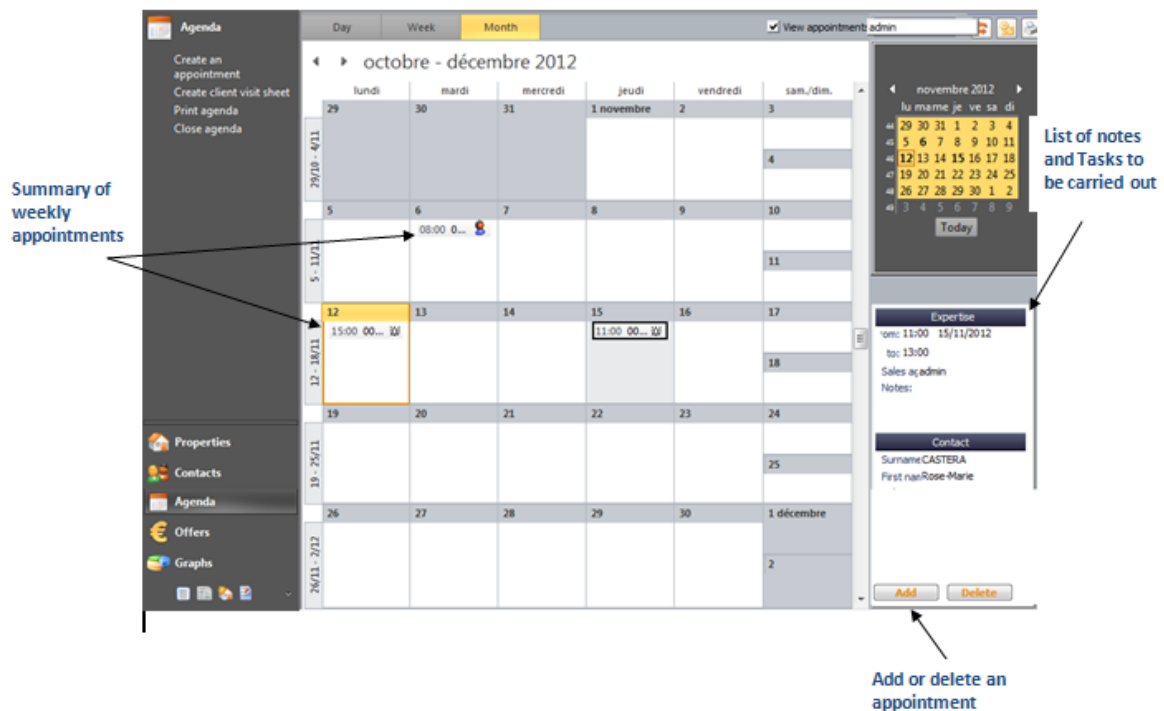 Agenda
Day Week Month
View appointments admin
Create an
appointment
Create client visit sheet
Print agenda
Close agenda
octobre - décembre 2012
lundi mardi mercredi jeudi vendredi sam./dim.
29 30 31 1 novembre 2 3
4
29/10 - 4/11
5 6 7 8 9 10
08:00 0...
11
5 - 11/11
12 13 14 15 16 17
15:00 00... 11:00 00...
18
12 - 18/11
19 20 21 22 23 24
25
19 - 25/11
26 27 28 29 30 1 décembre
2
26/11 - 2/12
novembre 2012
lu ma me je ve sa di
44 29 30 31 1 2 3 4
45 5 6 7 8 9 10 11
46 12 13 14 15 16 17 18
47 19 20 21 22 23 24 25
48 26 27 28 29 30 1 2
49 3 4 5 6 7 8 9
Today
Expertise
rom: 11:00 15/11/2012
to: 13:00
Sales ag admin
Notes:
Contact
Surname CASTERA
First nam Rose-Marie
Add Delete
Properties
Contacts
Agenda
Offers
Graphs
Summary of
weekly
appointments
List of notes
and Tasks to
be carried out
Add or delete an
appointment